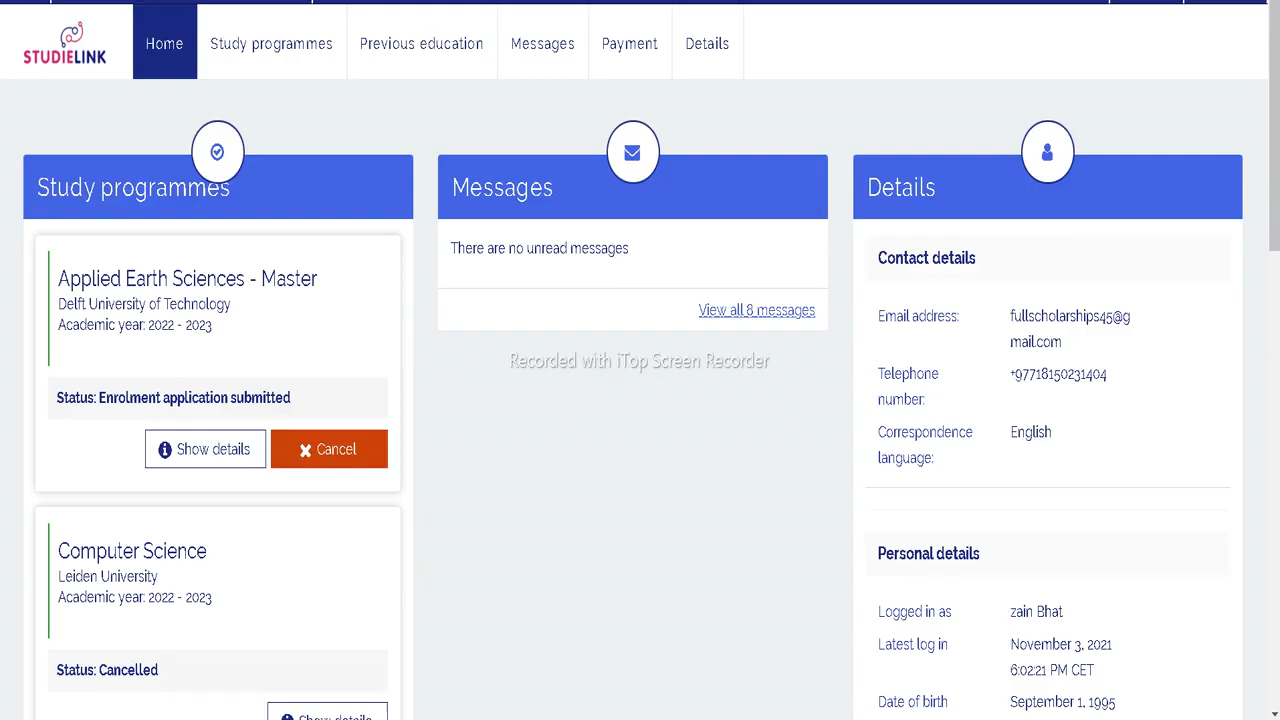 STUDIELINK
Home
Study programmes
Previous education
Messages
Payment
Details
Study programmes
Applied Earth Sciences - Master
Delft University of Technology
Academic year: 2022 - 2023
Status: Enrolment application submitted
Show details
Cancel
Computer Science
Leiden University
Academic year: 2022 - 2023
Status: Cancelled
Show details
Messages
There are no unread messages
View all 8 messages
Recorded with iTop Screen Recorder
Details
Contact details
Email address: fullscholarships45@g
mail.com
Telephone +97718150231404
number:
Correspondence English
language:
Personal details
Logged in as zain Bhat
Latest log in November 3, 2021
6:02:21 PM CET
Date of birth September 1, 1995